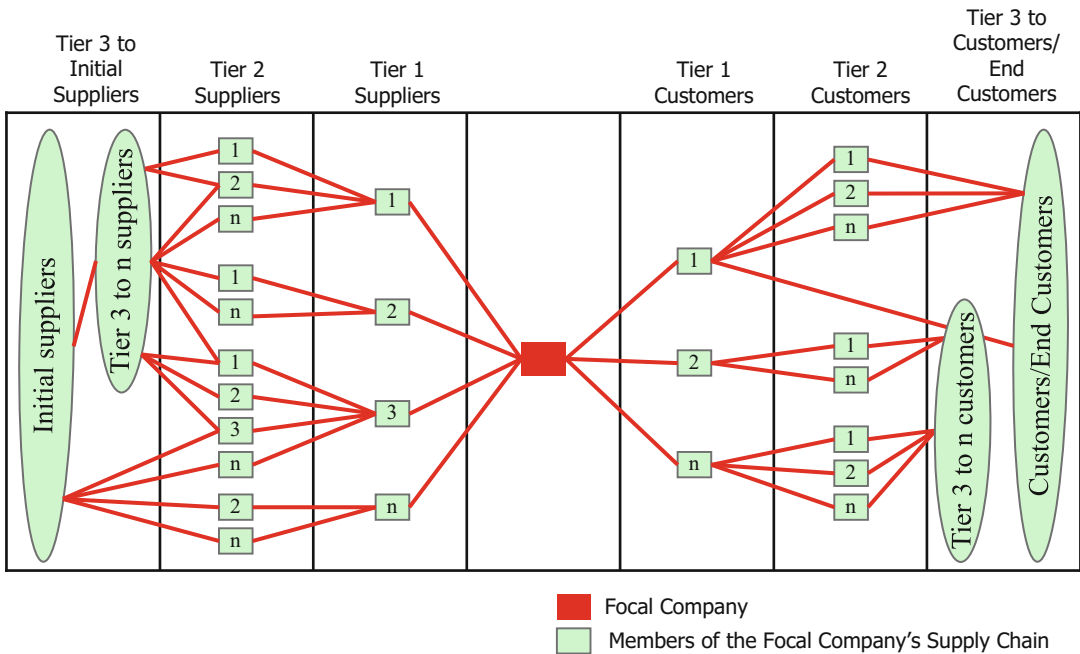 Tier 3 to
Initial
Suppliers
Tier 2
Suppliers
Tier 1
Suppliers
Tier 1
Customers
Tier 2
Customers
Tier 3 to
Customers/
End
Customers
Initial suppliers
Tier 3 to n suppliers
1
2
n
1
n
1
2
3
n
2
n
1
2
3
n
1
2
n
1
2
n
1
n
1
2
n
Tier 3 to n customers
Customers/End Customers
Focal Company
Members of the Focal Company's Supply Chain